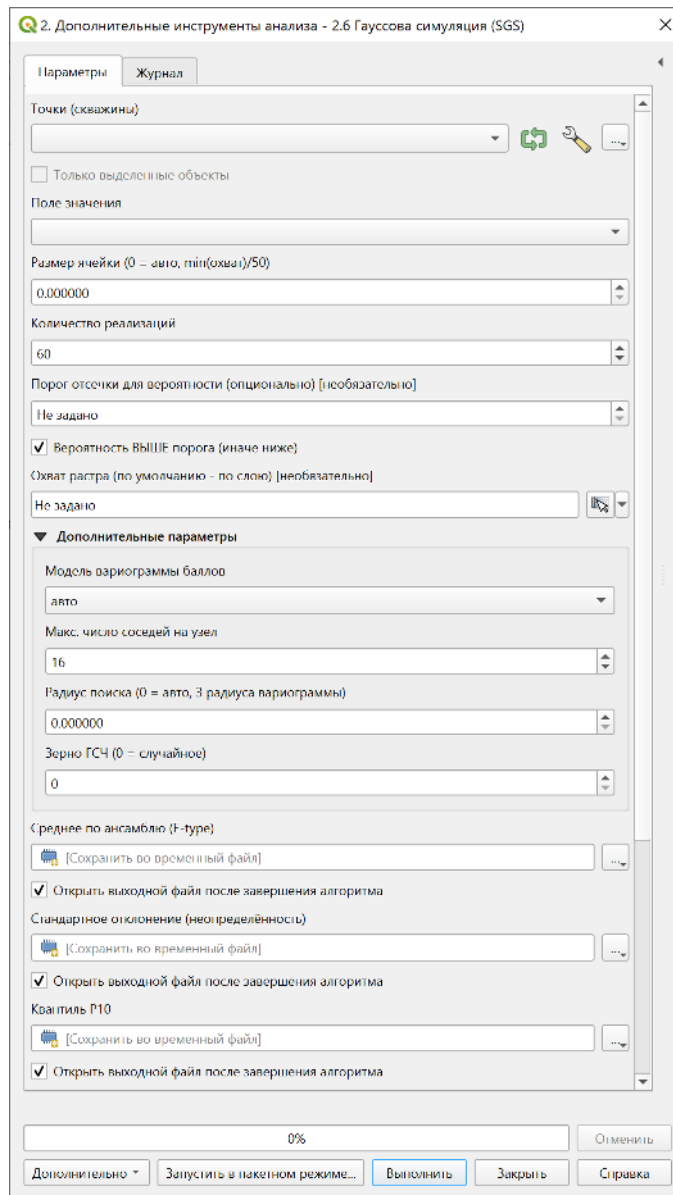 2. Дополнительные инструменты анализа - 2.6 Гауссова симуляция (SGS)
Параметры
Журнал
Точки (скважины)
...
Только выделенные объекты
Поле значения
Размер ячейки (0 = авто, min(охват)/50)
0.000000
Количество реализаций
60
Порог отсечки для вероятности (опционально) [необязательно]
Не задано
Вероятность ВЫШЕ порога (иначе ниже)
Охват растра (по умолчанию - по слою) [необязательно]
Не задано
Дополнительные параметры
Модель вариограммы баллов
авто
Макс. число соседей на узел
16
Радиус поиска (0 = авто, 3 радиуса вариограммы)
0.000000
Зерно ГСЧ (0 = случайное)
0
Среднее по ансамблю (E-type)
[Сохранить во временный файл]
...
Открыть выходной файл после завершения алгоритма
Стандартное отклонение (неопределённость)
[Сохранить во временный файл]
...
Открыть выходной файл после завершения алгоритма
Квантиль P10
[Сохранить во временный файл]
...
Открыть выходной файл после завершения алгоритма
0%
Отменить
Дополнительно
Запустить в пакетном режиме...
Выполнить
Закрыть
Справка